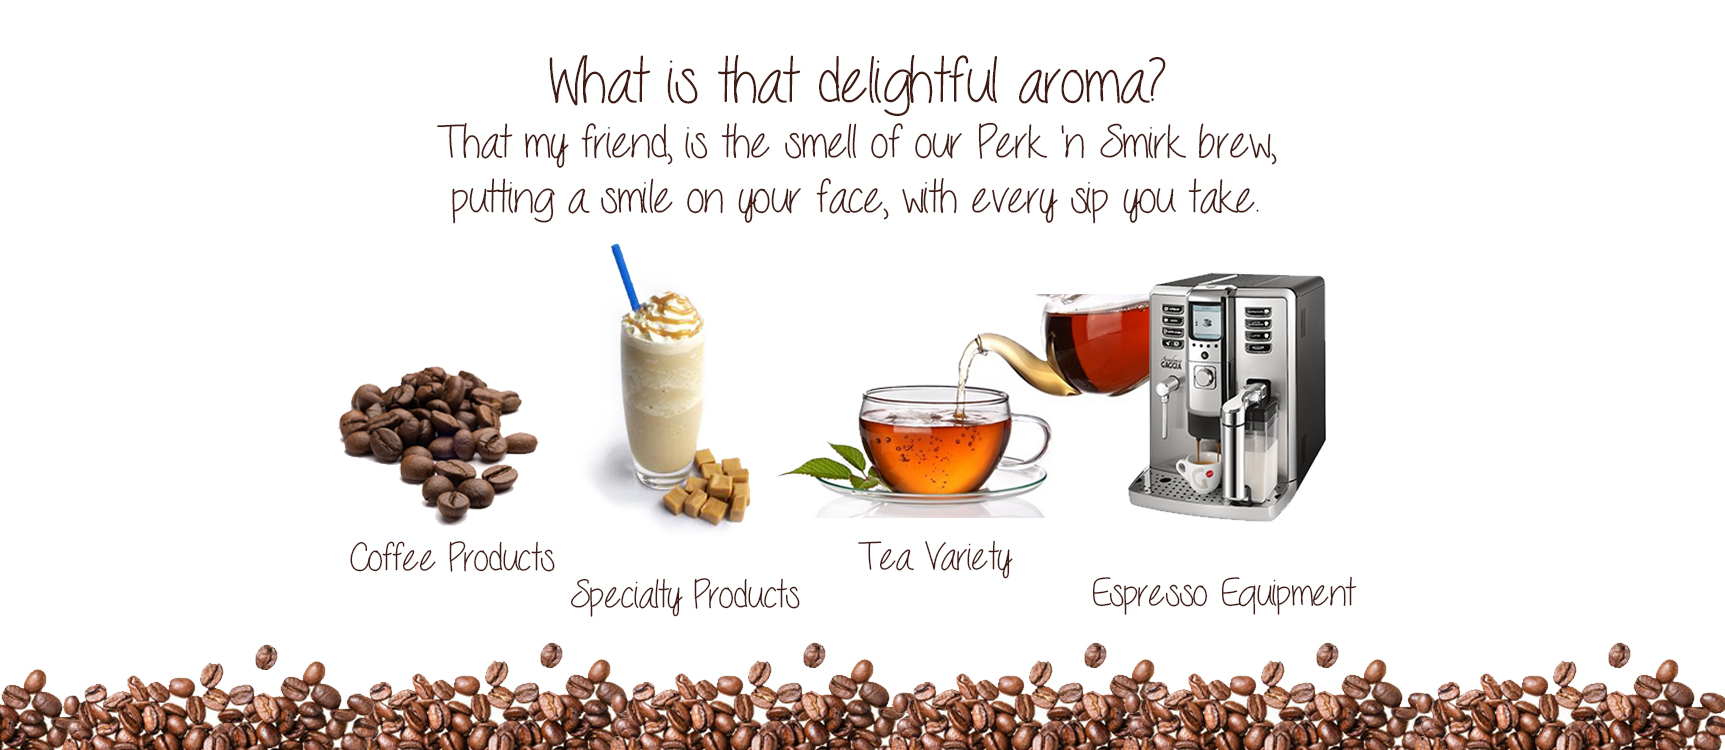 What is that delightful aroma?
That my friend, is the smell of our Perk 'n Smirk brew,
putting a smile on your face, with every sip you take.
GAGGIA
Coffee Products
Specialty Products
Tea Variety
Espresso Equipment